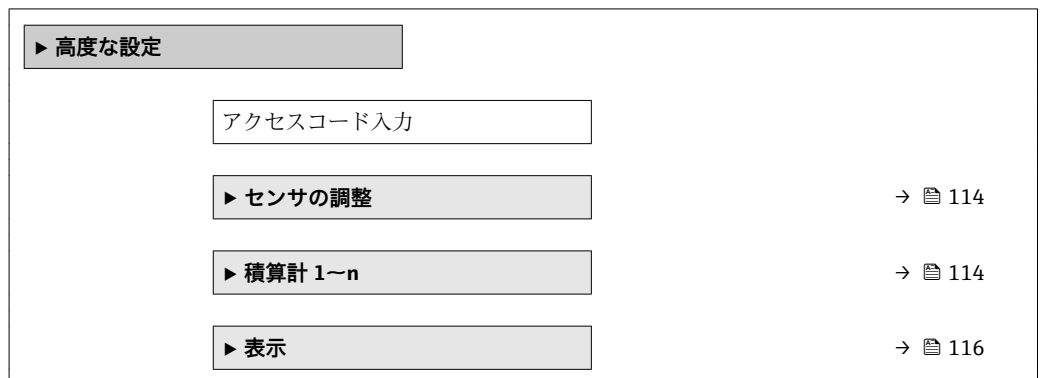 ▶ 高度な設定
アクセスコード入力
▶ センサの調整 → 🖹 114
▶ 積算計 1～n → 🖹 114
▶ 表示 → 🖹 116